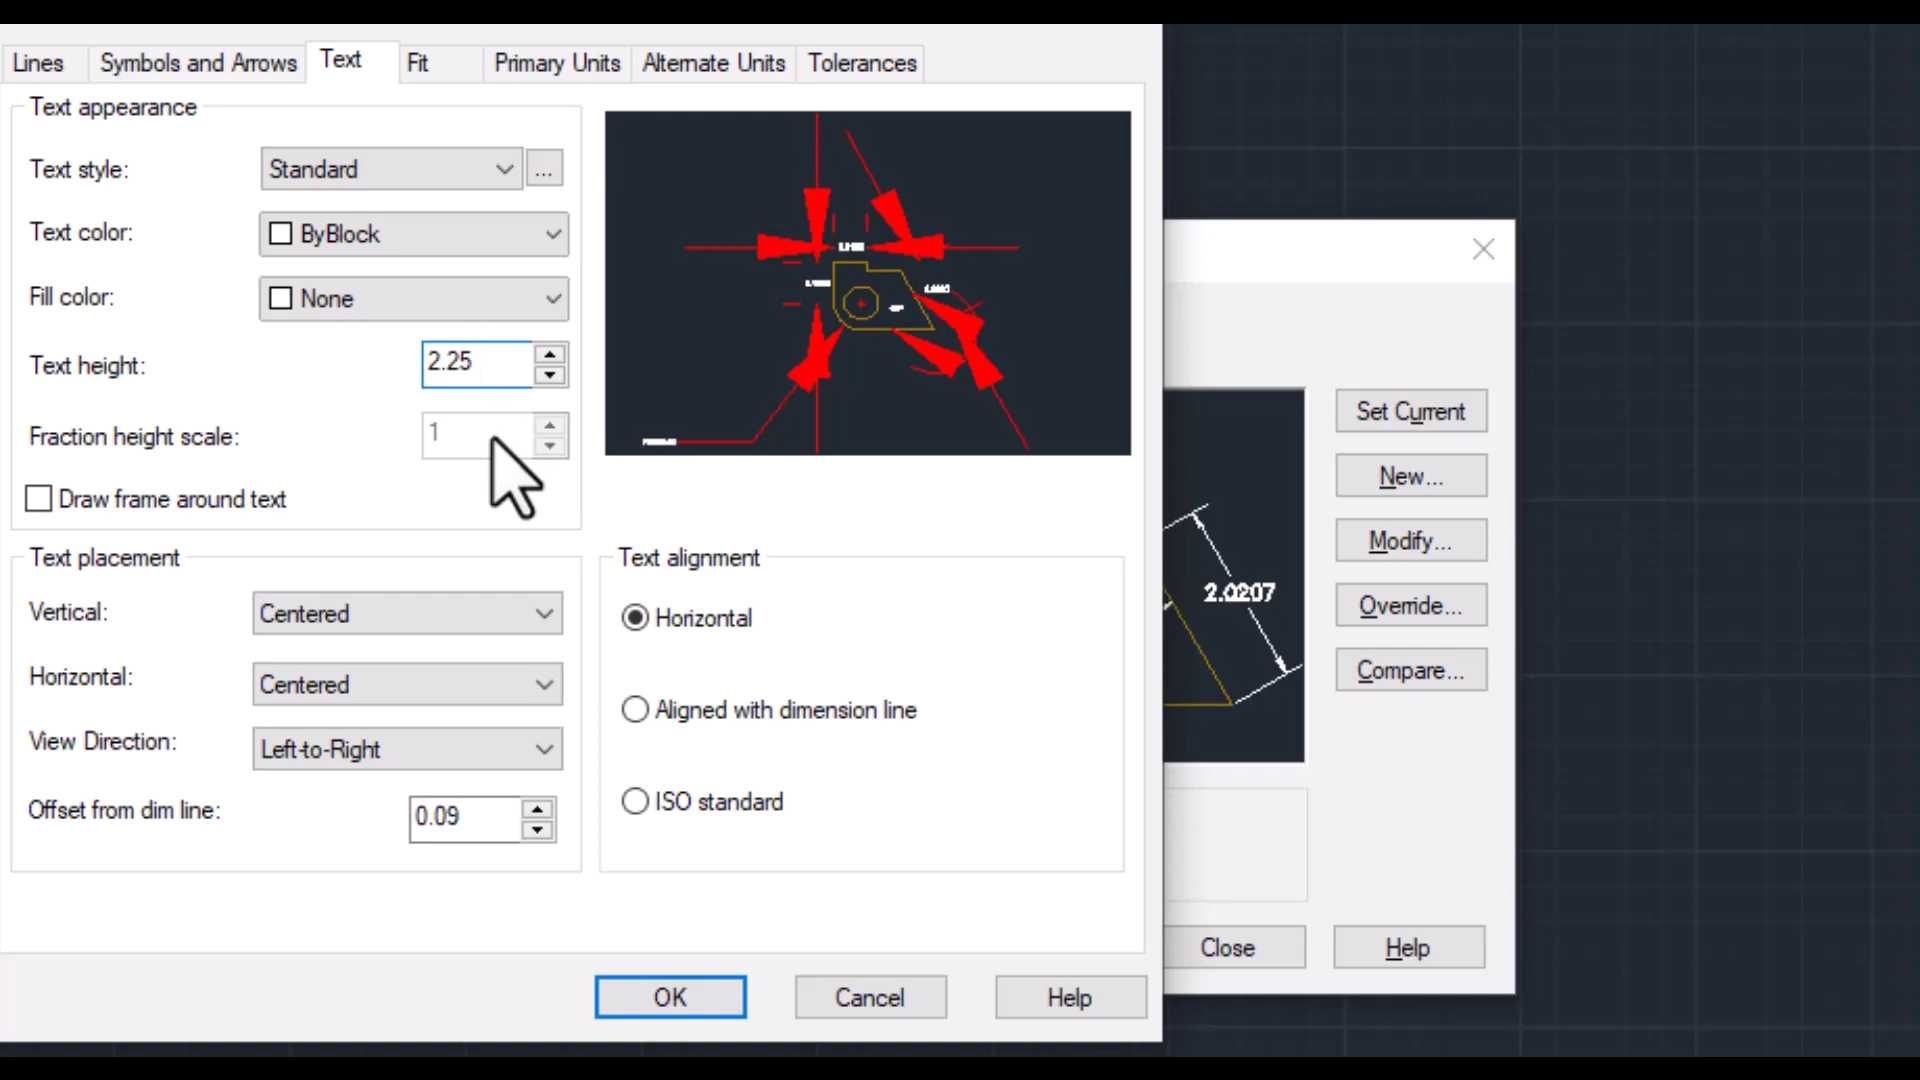 Lines Symbols and Arrows Text Fit Primary Units Alternate Units Tolerances
Text appearance
Text style: Standard ...
Text color: ByBlock
Fill color: None
Text height: 2.25
Fraction height scale: 1
Draw frame around text
Text placement
Vertical: Centered
Horizontal: Centered
View Direction: Left-to-Right
Offset from dim line: 0.09
Text alignment
Horizontal
Aligned with dimension line
ISO standard
OK Cancel Help
2.0207
Set Current
New...
Modify...
Override...
Compare...
Close Help